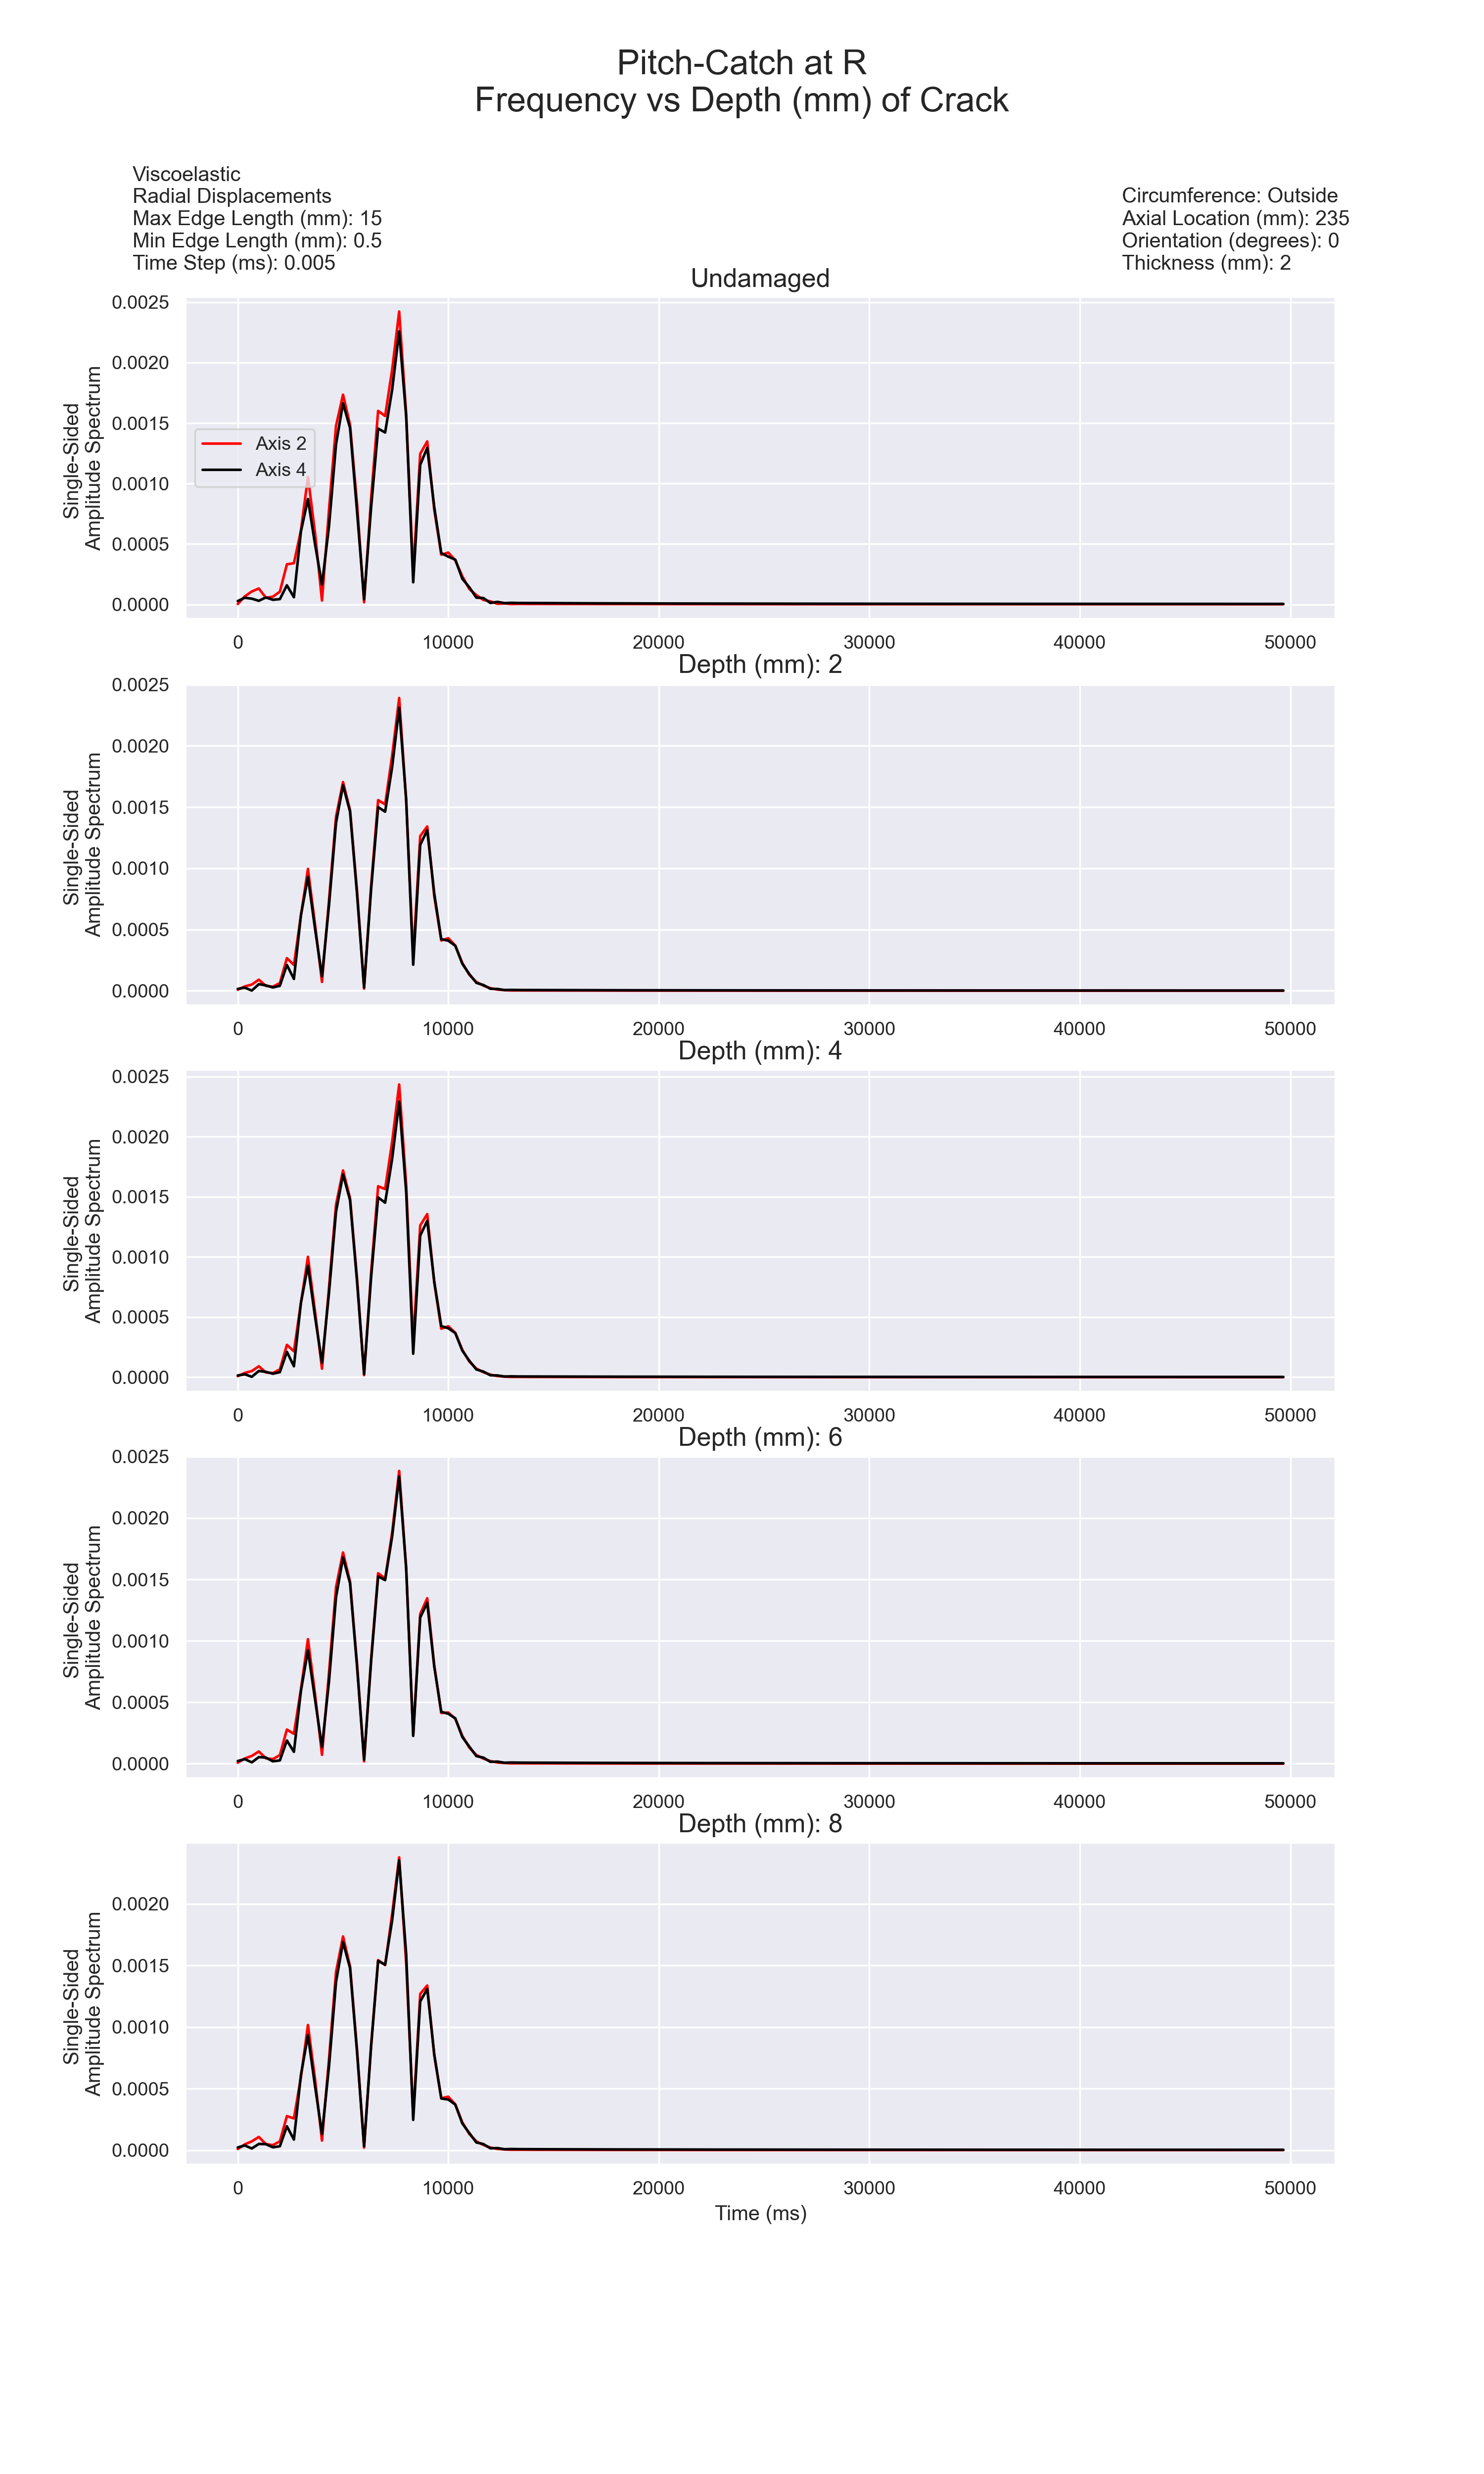 Pitch-Catch at R
Frequency vs Depth (mm) of Crack
Viscoelastic
Radial Displacements
Max Edge Length (mm): 15
Min Edge Length (mm): 0.5
Time Step (ms): 0.005
Circumference: Outside
Axial Location (mm): 235
Orientation (degrees): 0
Thickness (mm): 2
Undamaged
Single-Sided
Amplitude Spectrum
0.0025
0.0020
0.0015
0.0010
0.0005
0.0000
Axis 2
Axis 4
0 10000 20000 30000 40000 50000
Depth (mm): 2
Single-Sided
Amplitude Spectrum
0.0025
0.0020
0.0015
0.0010
0.0005
0.0000
0 10000 20000 30000 40000 50000
Depth (mm): 4
Single-Sided
Amplitude Spectrum
0.0025
0.0020
0.0015
0.0010
0.0005
0.0000
0 10000 20000 30000 40000 50000
Depth (mm): 6
Single-Sided
Amplitude Spectrum
0.0025
0.0020
0.0015
0.0010
0.0005
0.0000
0 10000 20000 30000 40000 50000
Depth (mm): 8
Single-Sided
Amplitude Spectrum
0.0020
0.0015
0.0010
0.0005
0.0000
0 10000 20000 30000 40000 50000
Time (ms)